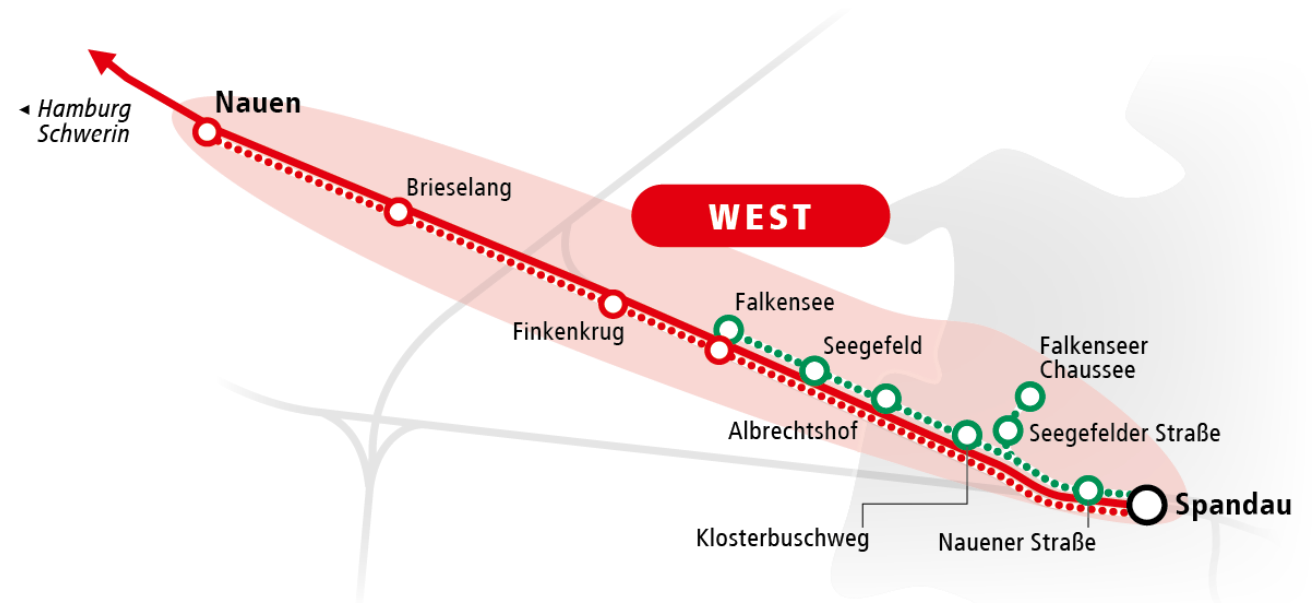 Nauen
◄ Hamburg
Schwerin
Brieselang
WEST
Falkensee
Finkenkrug
Seegefeld
Falkenseer
Chaussee
Albrechtshof
Seegefelder Straße
Spandau
Klosterbuschweg
Nauener Straße